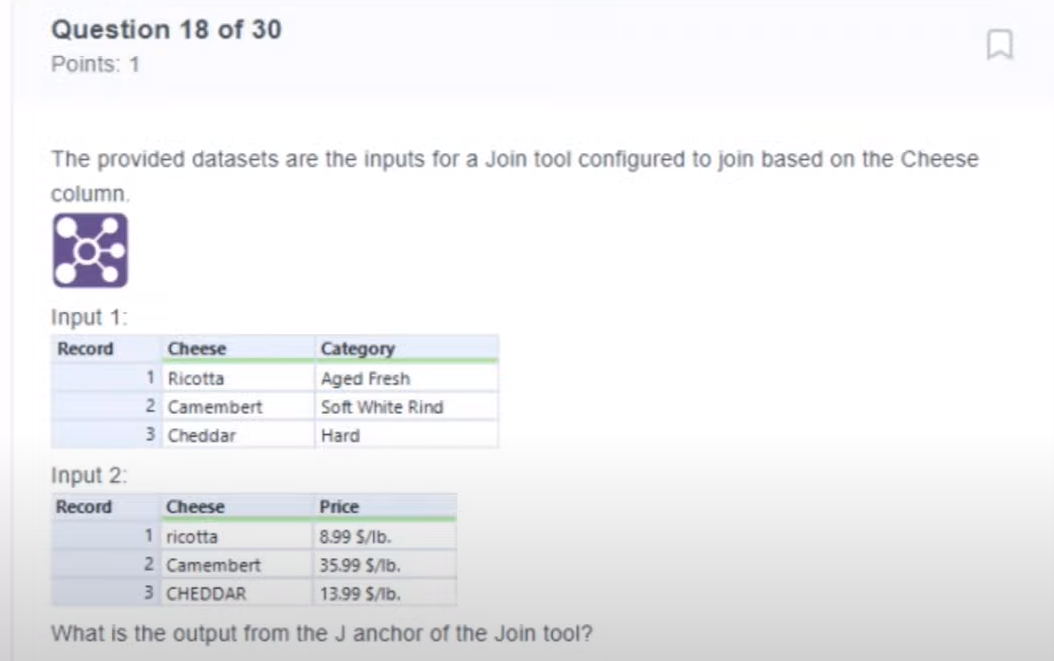 Question 18 of 30
Points: 1
The provided datasets are the inputs for a Join tool configured to join based on the Cheese
column.
Input 1:
Record Cheese Category
1 Ricotta Aged Fresh
2 Camembert Soft White Rind
3 Cheddar Hard
Input 2:
Record Cheese Price
1 ricotta 8.99 $/lb.
2 Camembert 35.99 $/lb.
3 CHEDDAR 13.99 $/lb.
What is the output from the J anchor of the Join tool?